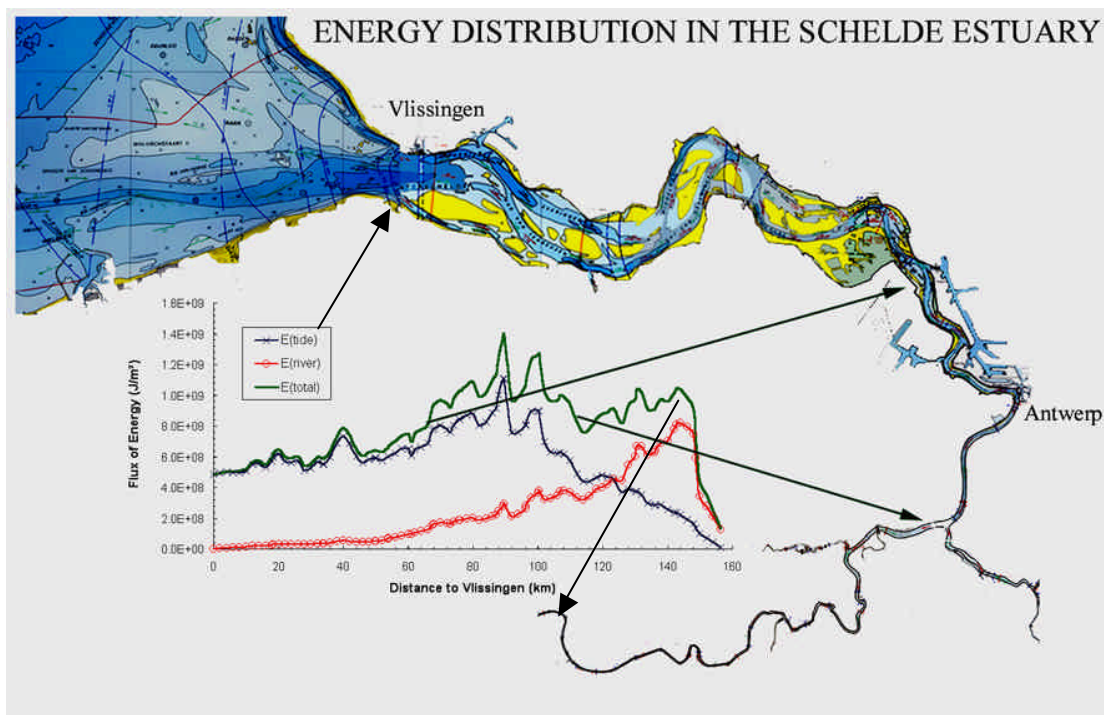 ENERGY DISTRIBUTION IN THE SCHELDE ESTUARY
Vlissingen
Antwerp
E(tide)
E(river)
E(total)
Flux of Energy (J/m³)
1.6E+09
1.4E+09
1.2E+09
1.0E+09
8.0E+08
6.0E+08
4.0E+08
2.0E+08
0.0E+00
0
20
40
60
80
100
120
140
160
Distance to Vlissingen (km)